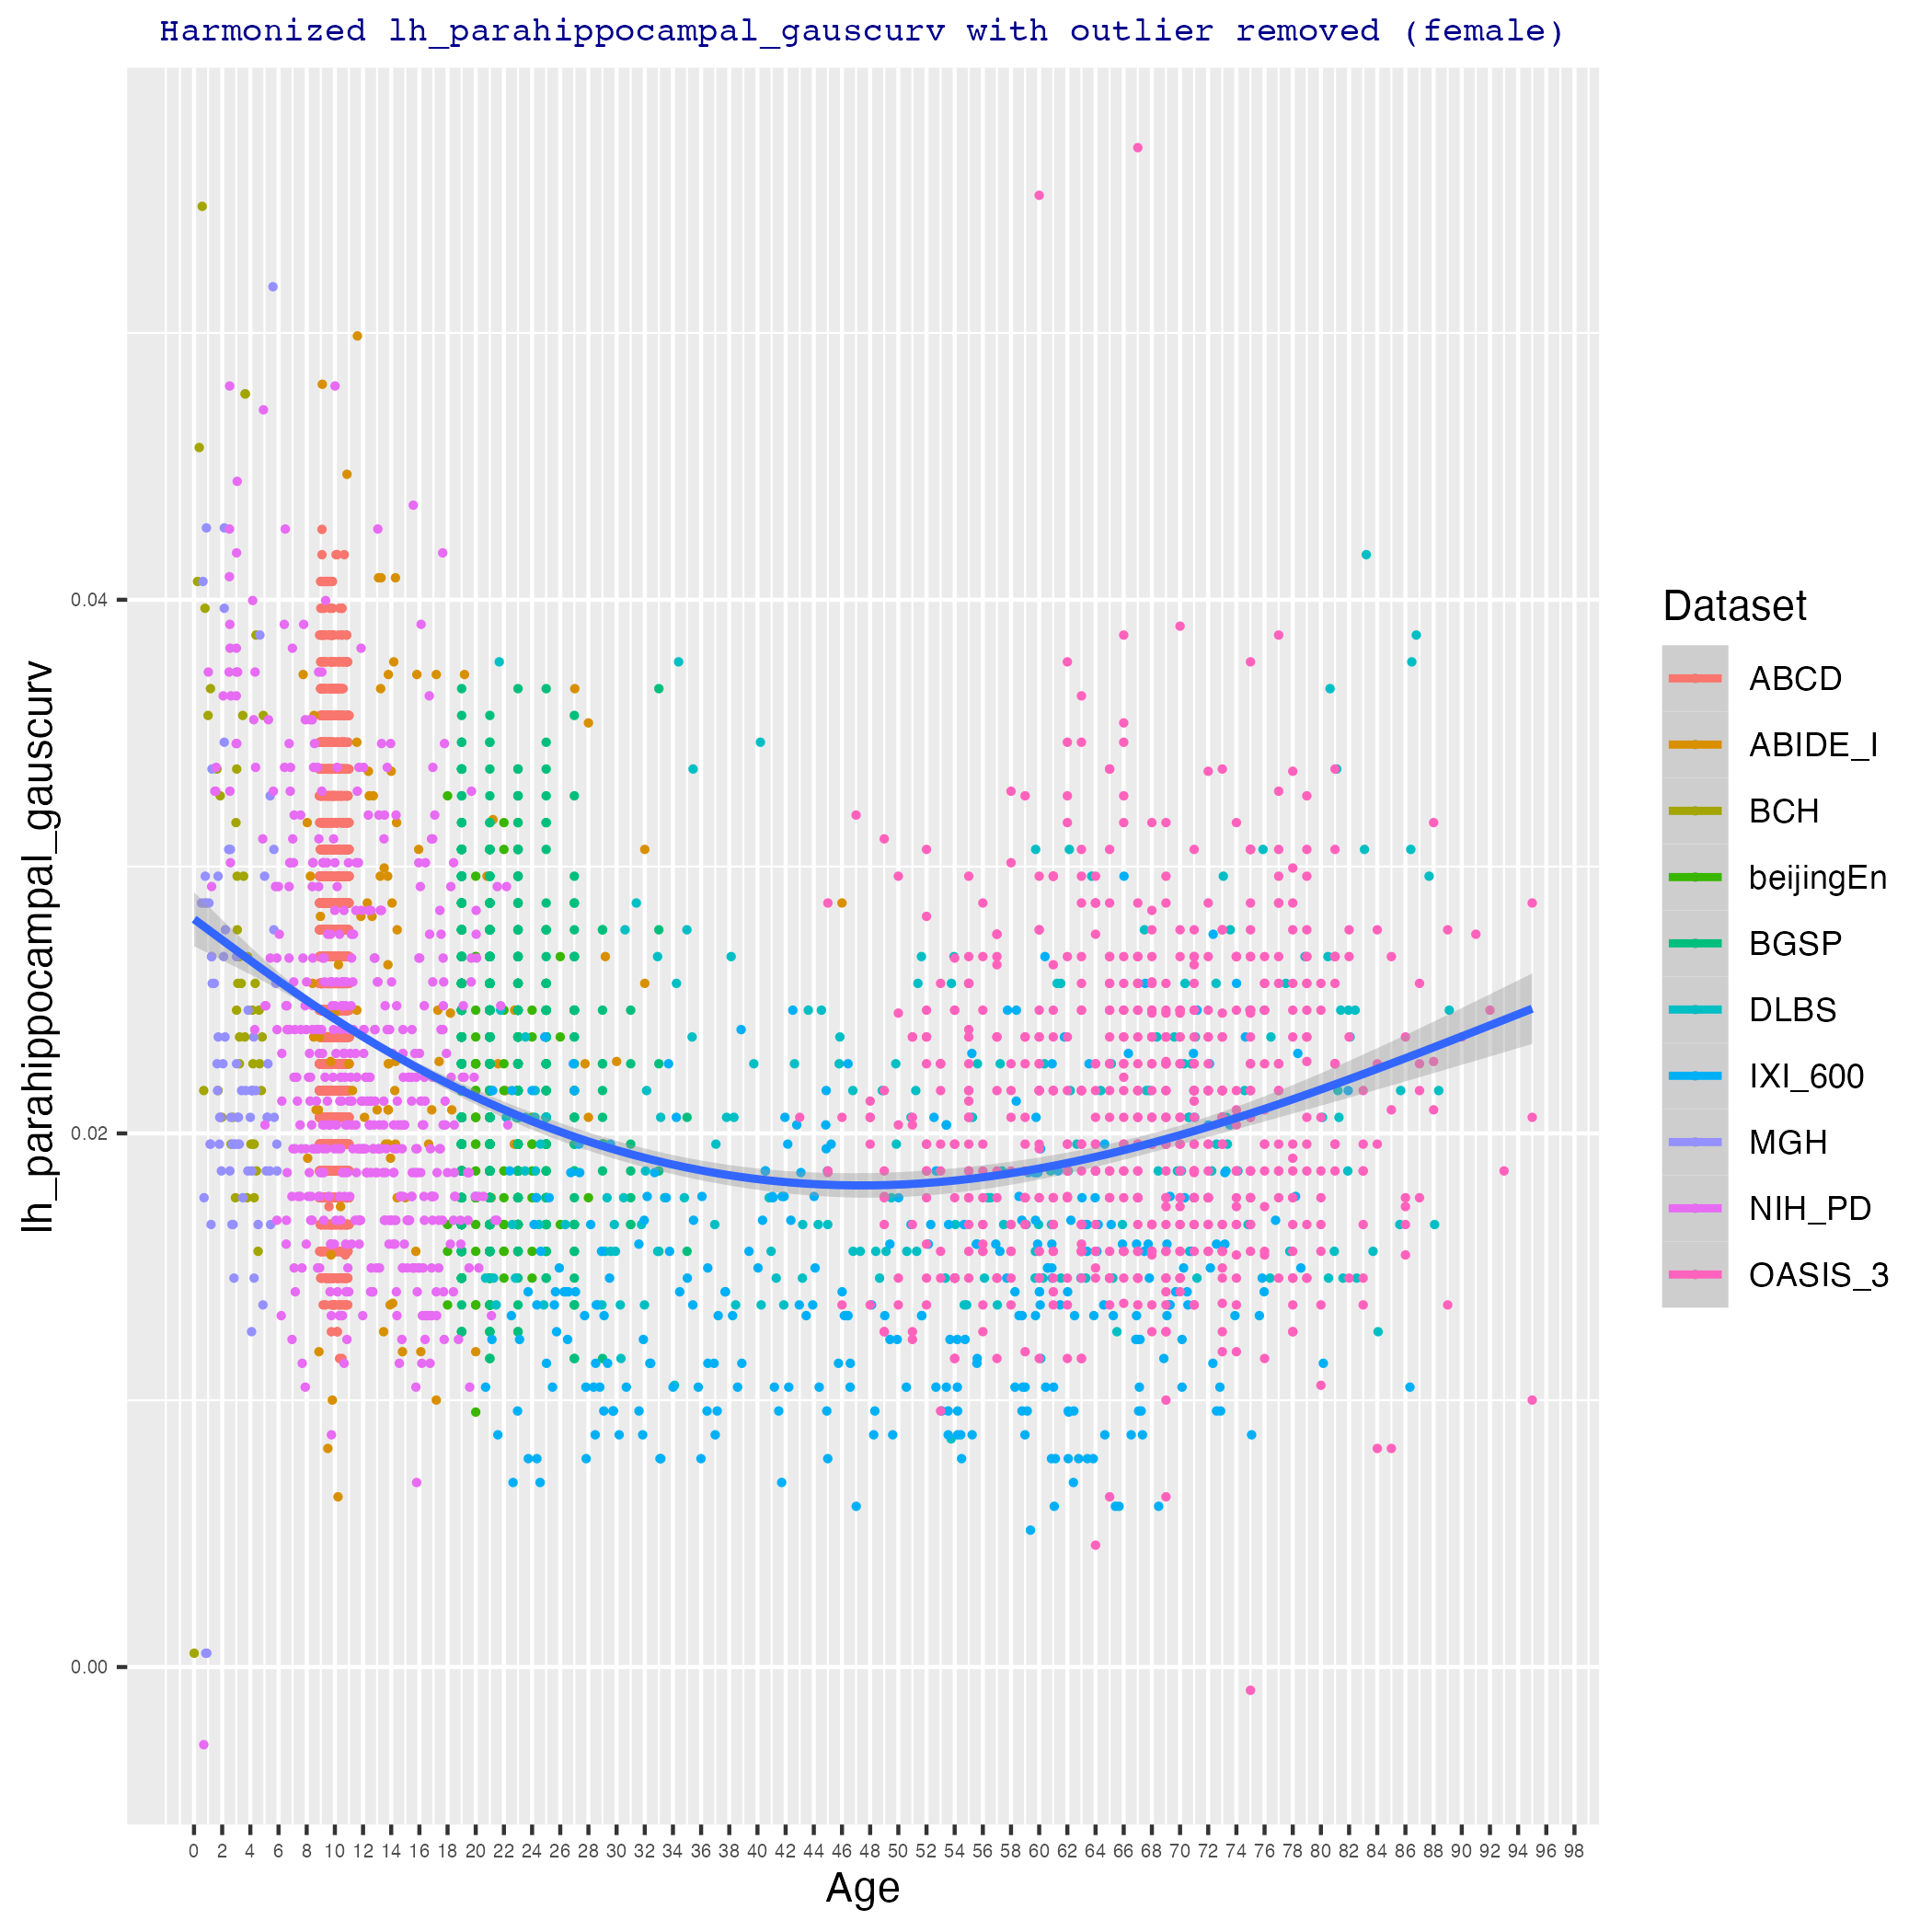 Harmonized lh_parahippocampal_gauscurv with outlier removed (female)
lh_parahippocampal_gauscurv
0.04
0.02
0.00
0 2 4 6 8 10 12 14 16 18 20 22 24 26 28 30 32 34 36 38 40 42 44 46 48 50 52 54 56 58 60 62 64 66 68 70 72 74 76 78 80 82 84 86 88 90 92 94 96 98
Age
Dataset
ABCD
ABIDE_I
BCH
beijingEn
BGSP
DLBS
IXI_600
MGH
NIH_PD
OASIS_3